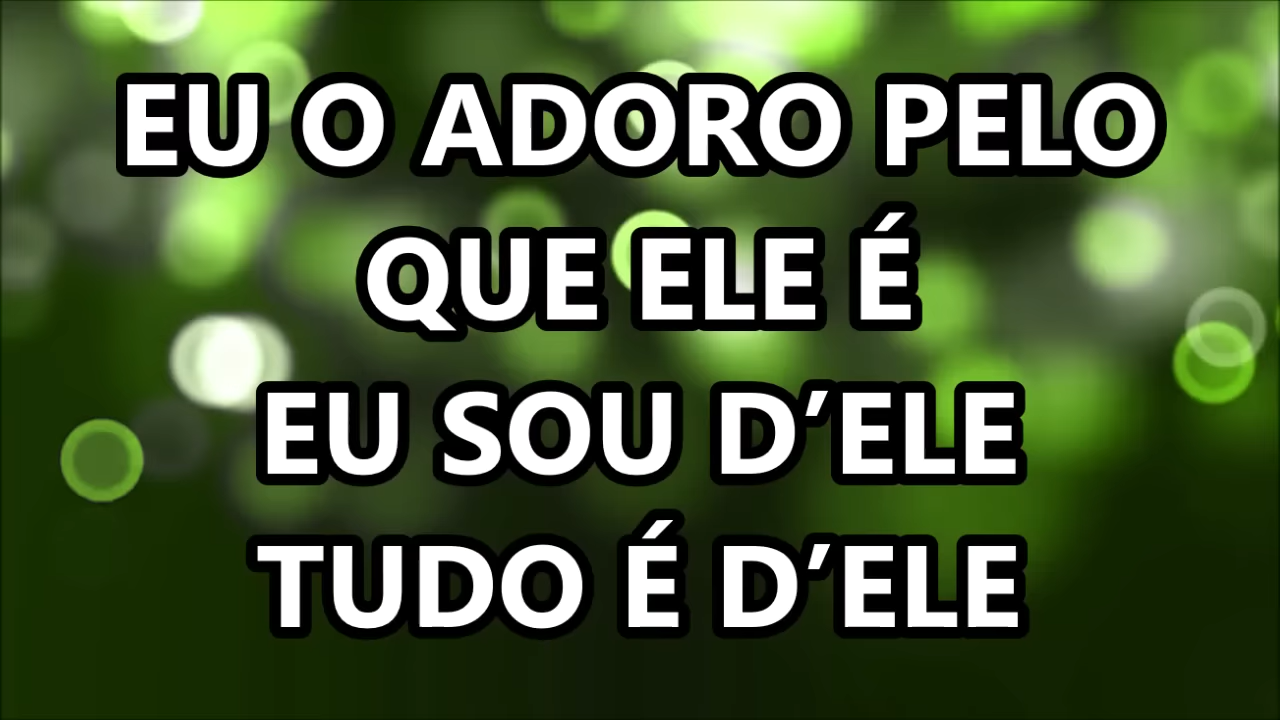 EU O ADORO PELO
QUE ELE É
EU SOU D’ELE
TUDO É D’ELE